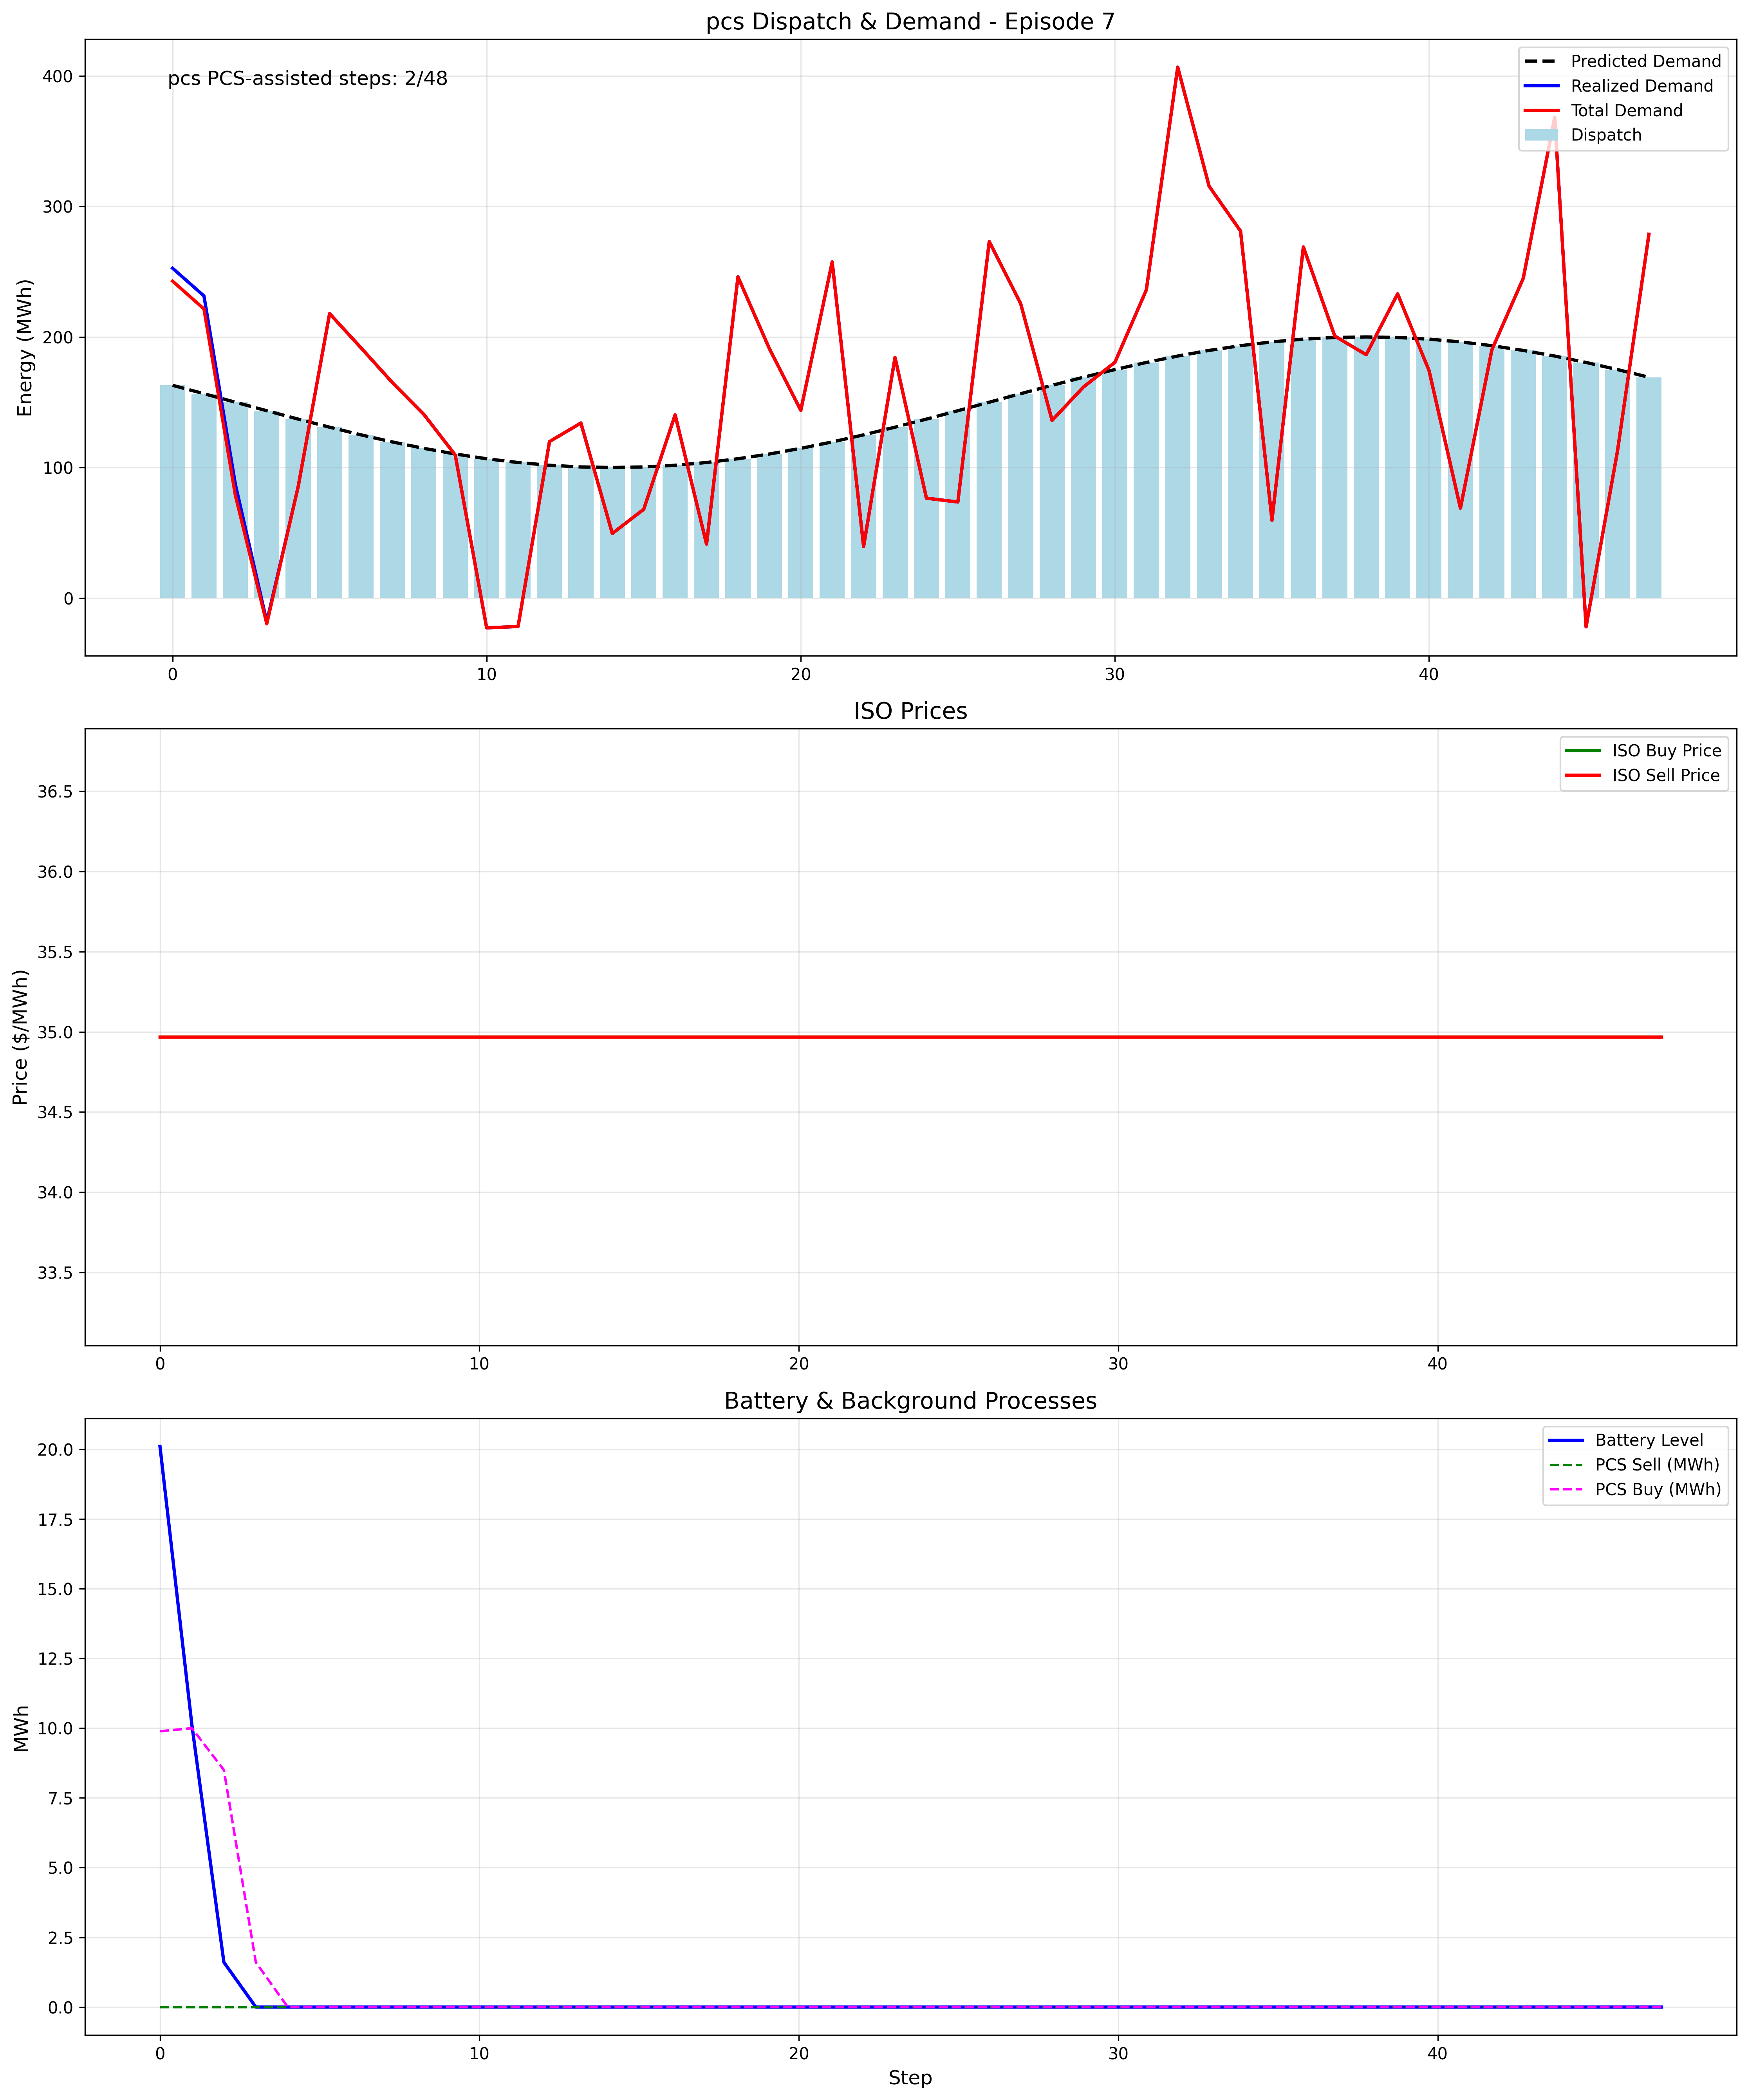 pcs Dispatch & Demand - Episode 7
pcs PCS-assisted steps: 2/48
Predicted Demand
Realized Demand
Total Demand
Dispatch
Energy (MWh)
400
300
200
100
0
0 10 20 30 40
ISO Prices
ISO Buy Price
ISO Sell Price
Price ($/MWh)
36.5
36.0
35.5
35.0
34.5
34.0
33.5
0 10 20 30 40
Battery & Background Processes
Battery Level
PCS Sell (MWh)
PCS Buy (MWh)
MWh
20.0
17.5
15.0
12.5
10.0
7.5
5.0
2.5
0.0
0 10 20 30 40
Step